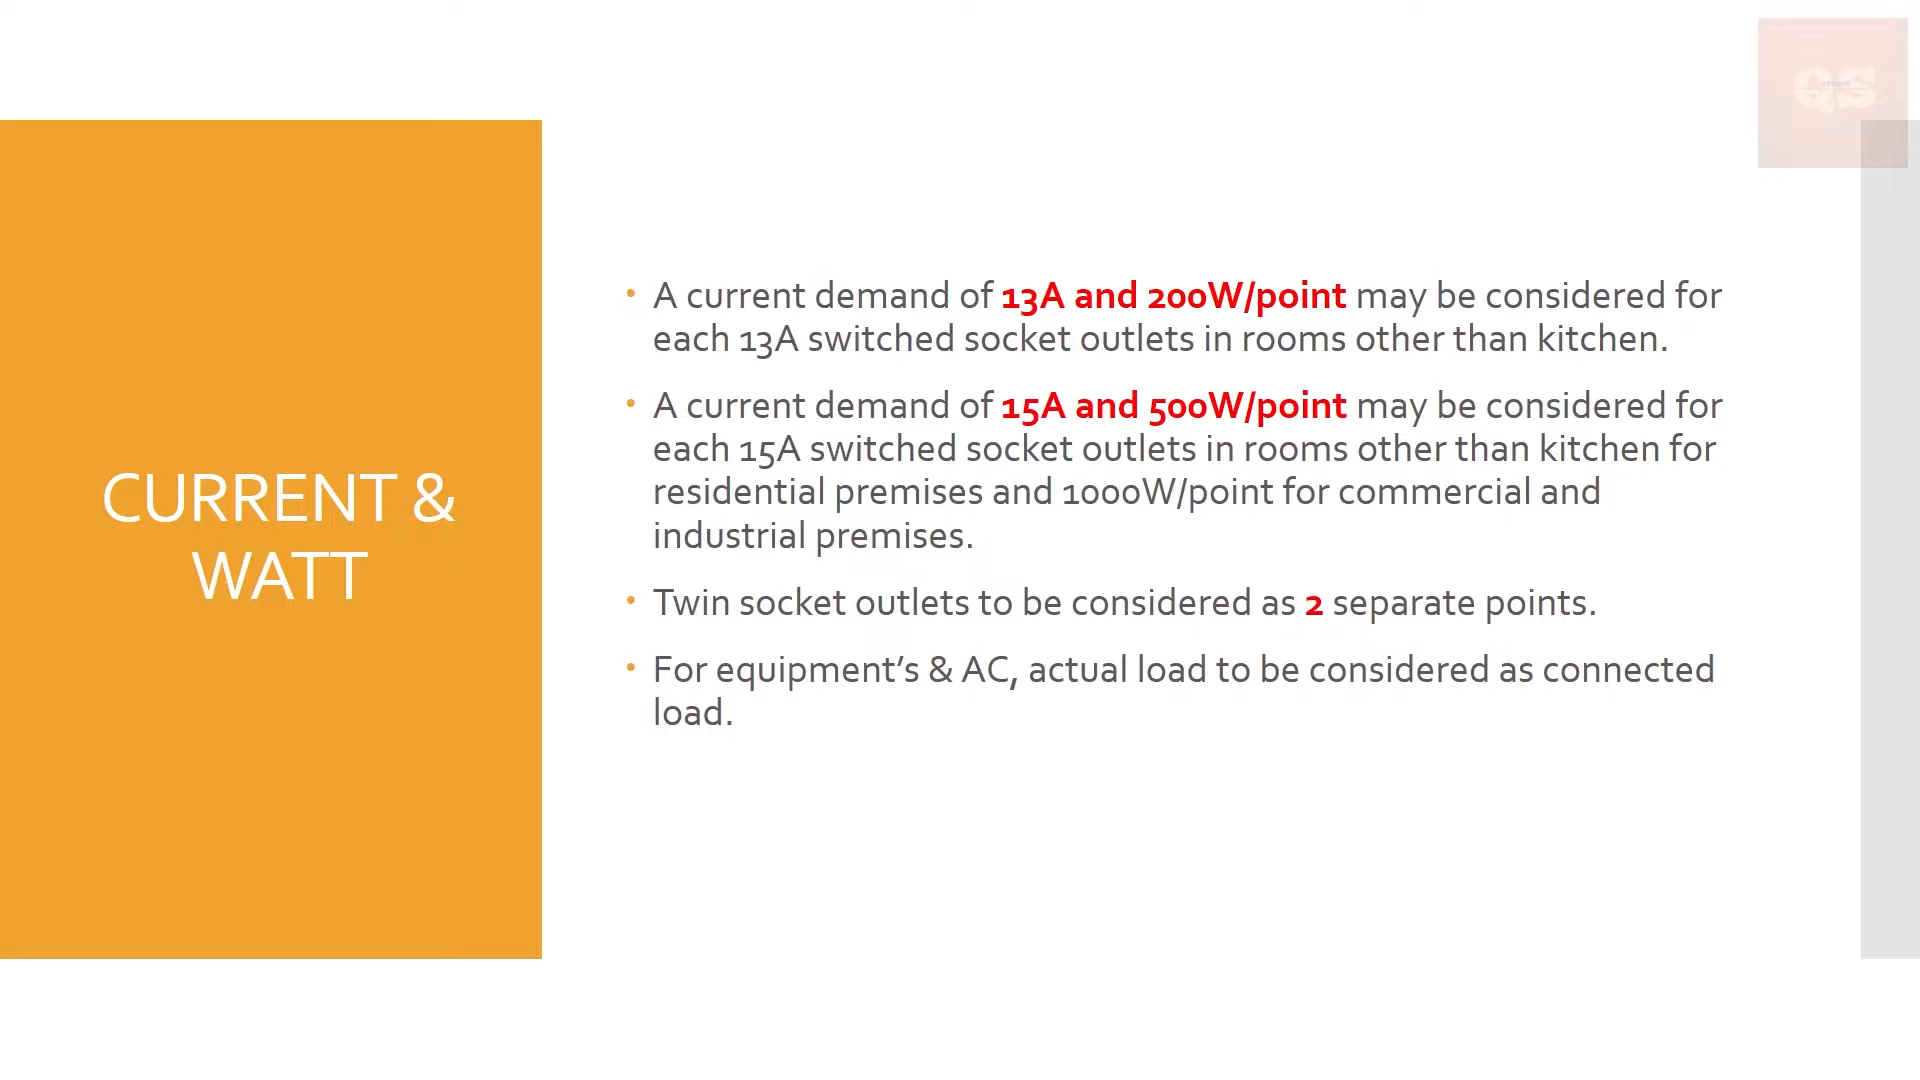 CURRENT &
WATT
• A current demand of 13A and 200W/point may be considered for
each 13A switched socket outlets in rooms other than kitchen.
• A current demand of 15A and 500W/point may be considered for
each 15A switched socket outlets in rooms other than kitchen for
residential premises and 1000W/point for commercial and
industrial premises.
• Twin socket outlets to be considered as 2 separate points.
• For equipment’s & AC, actual load to be considered as connected
load.
QS